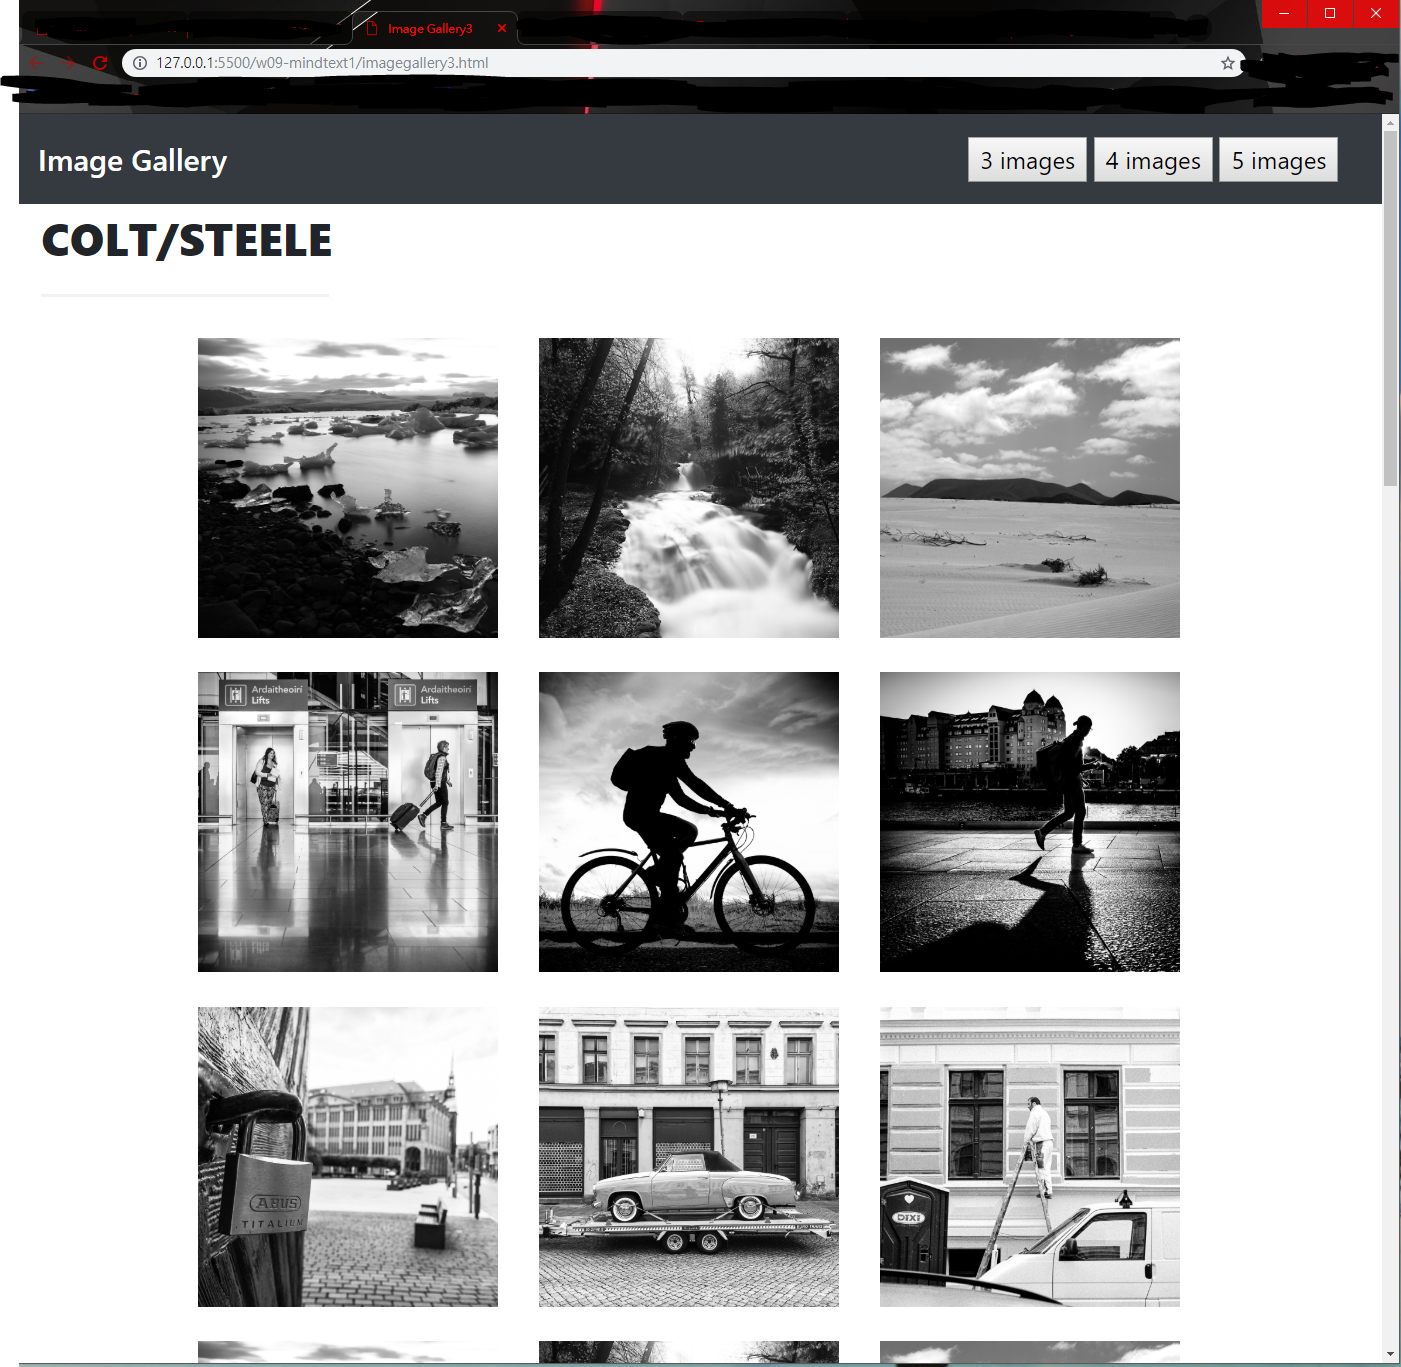 Image Gallery3
127.0.0.1:5500/w09-mindtext1/imagegallery3.html
Image Gallery
3 images
4 images
5 images
COLT/STEELE
Ardaitheoirí
Lifts
Ardaitheoirí
Lifts
ABUS
TITALIUM
DIXI